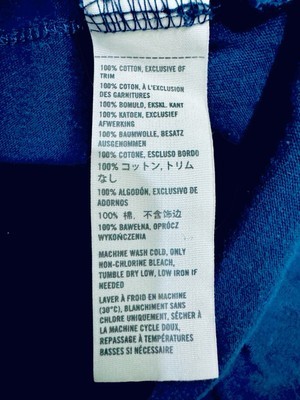 100% COTTON, EXCLUSIVE OF
TRIM
100% COTON, À L'EXCLUSION
DES GARNITURES
100% BOMULD, EKSKL. KANT
100% KATOEN, EXCLUSIEF
AFWERKING
100% BAUMWOLLE, BESATZ
AUSGENOMMEN
100% COTONE, ESCLUSO BORDO
100% コットン, トリム
なし
100% ALGODÓN, EXCLUSIVO DE
ADORNOS
100% 棉, 不含饰边
100% BAWEŁNA, OPRÓCZ
WYKOŃCZENIA
MACHINE WASH COLD, ONLY
NON-CHLORINE BLEACH,
TUMBLE DRY LOW, LOW IRON IF
NEEDED
LAVER À FROID EN MACHINE
(30°C), BLANCHIMENT SANS
CHLORE UNIQUEMENT, SÉCHER À
LA MACHINE CYCLE DOUX,
REPASSAGE À TEMPÉRATURES
BASSES SI NÉCESSAIRE